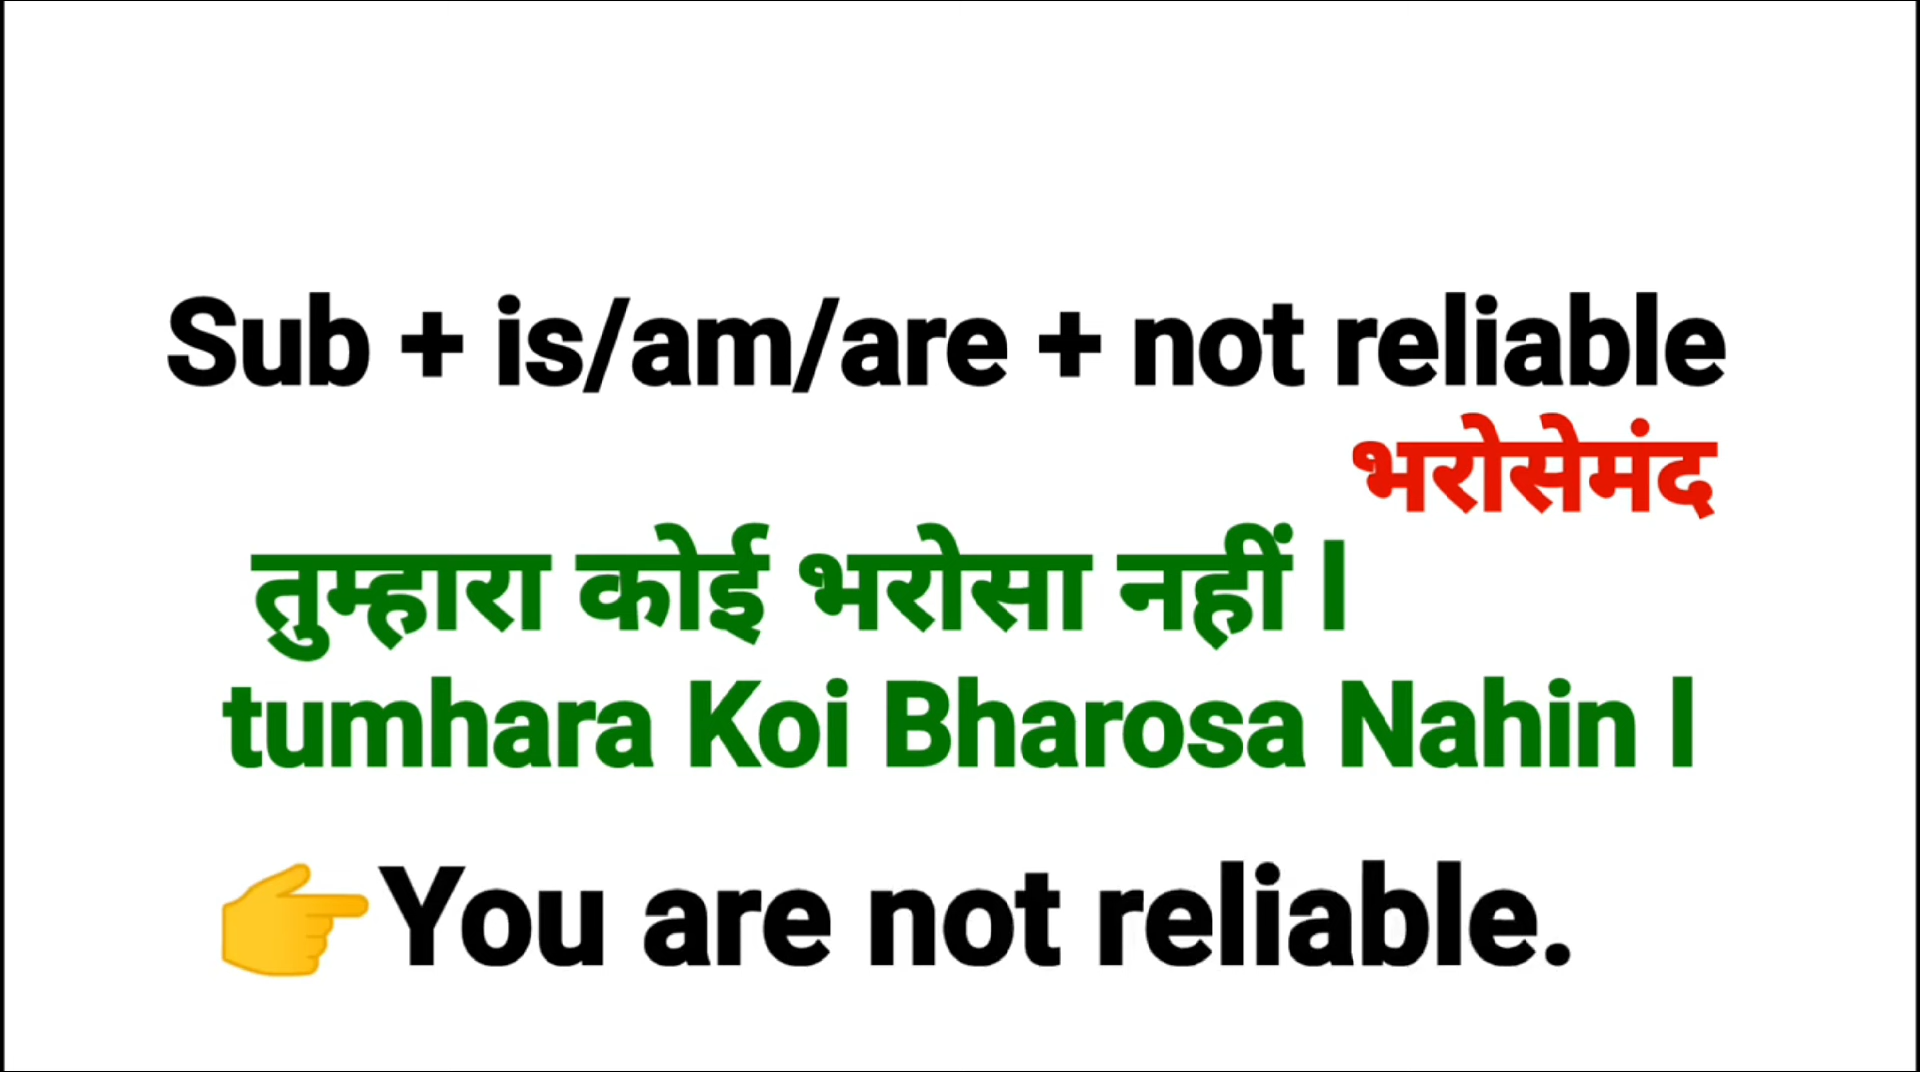 Sub + is/am/are + not reliable
भरोसेमंद
तुम्हारा कोई भरोसा नहीं l
tumhara Koi Bharosa Nahin l
👉You are not reliable.